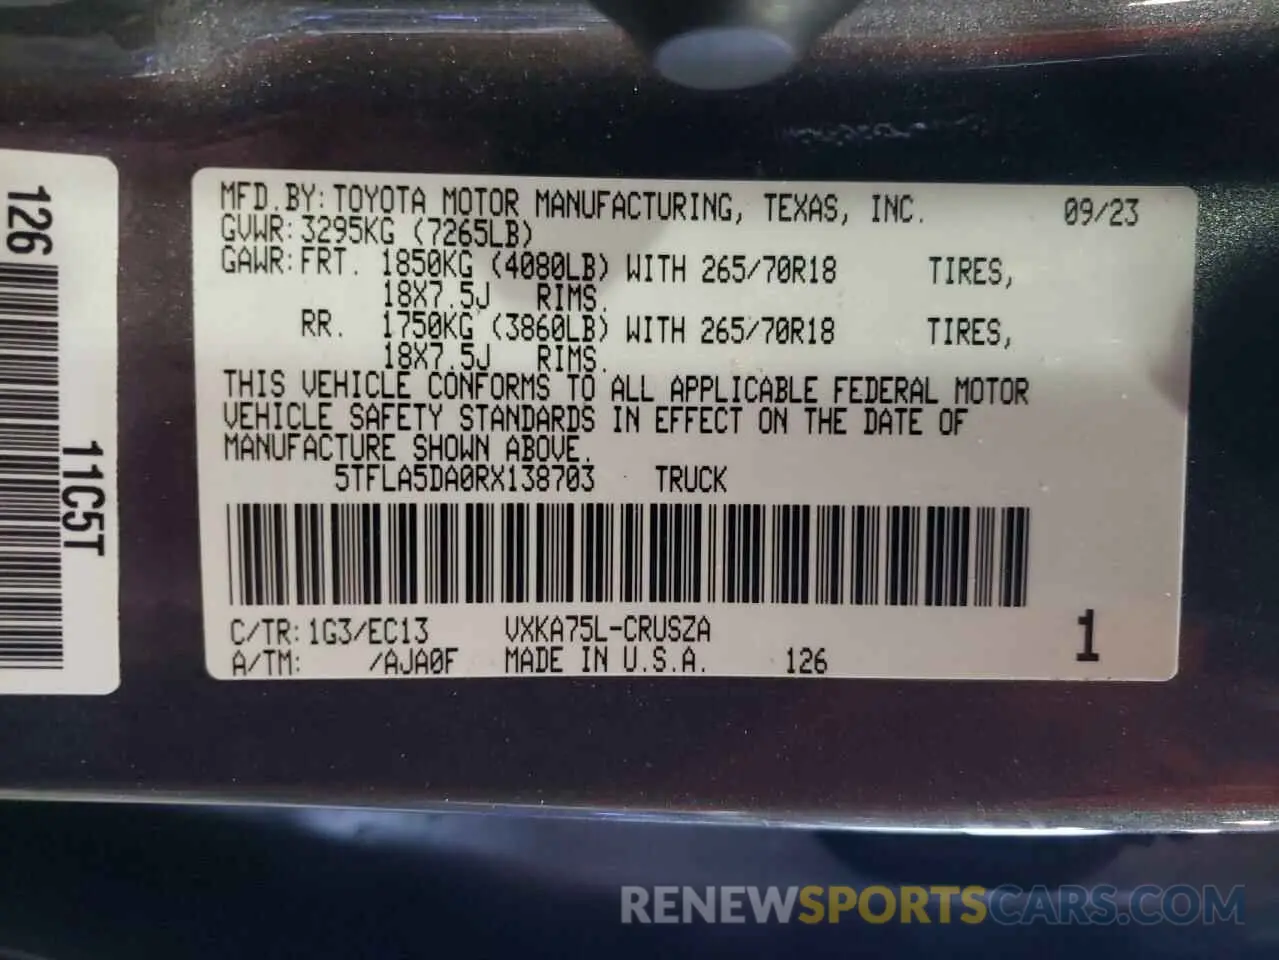 MFD.BY: TOYOTA MOTOR MANUFACTURING, TEXAS, INC. 09/23
GVWR: 3295KG (7265LB)
GAWR: FRT. 1850KG (4080LB) WITH 265/70R18 TIRES,
18X7.5J RIMS.
RR. 1750KG (3860LB) WITH 265/70R18 TIRES,
18X7.5J RIMS.
THIS VEHICLE CONFORMS TO ALL APPLICABLE FEDERAL MOTOR
VEHICLE SAFETY STANDARDS IN EFFECT ON THE DATE OF
MANUFACTURE SHOWN ABOVE.
5TFLA5DA0RX138703 TRUCK
C/TR: 1G3/EC13 VXKA75L-CRUSZA
A/TM: /AJA0F MADE IN U.S.A. 126
1
126
11C5T
RENEWSPORTSCARS.COM